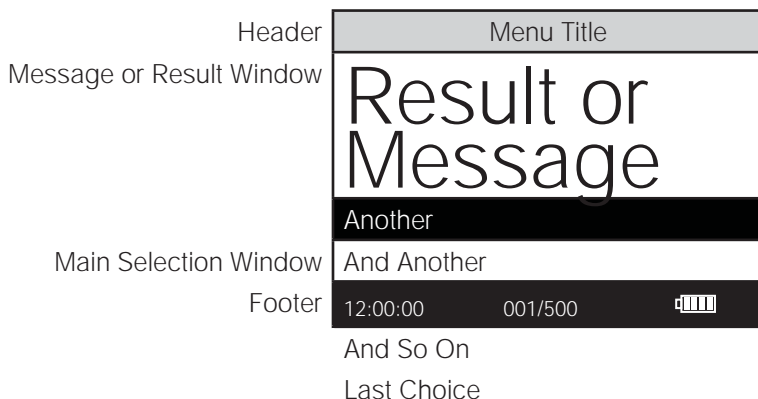 Header
Menu Title
Message or Result Window
Result or
Message
Another
Main Selection Window
And Another
Footer
12:00:00
001/500
And So On
Last Choice